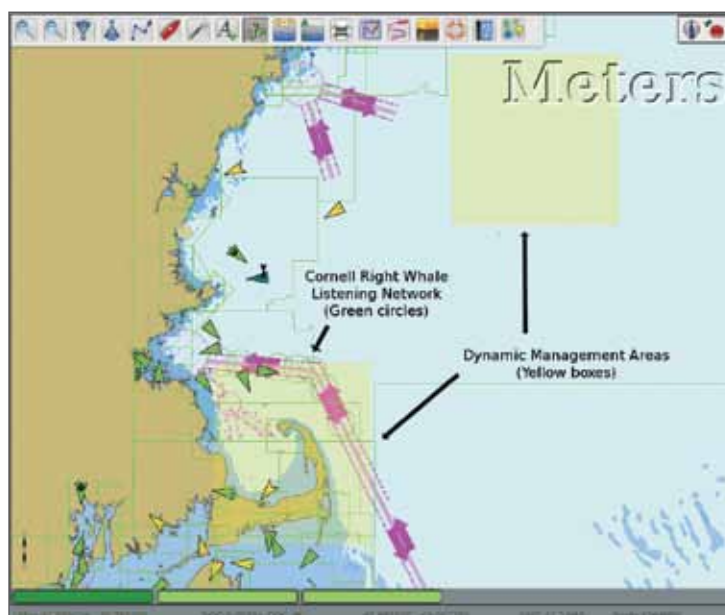 Meters
Cornell Right Whale
Listening Network
(Green circles)
Dynamic Management Areas
(Yellow boxes)